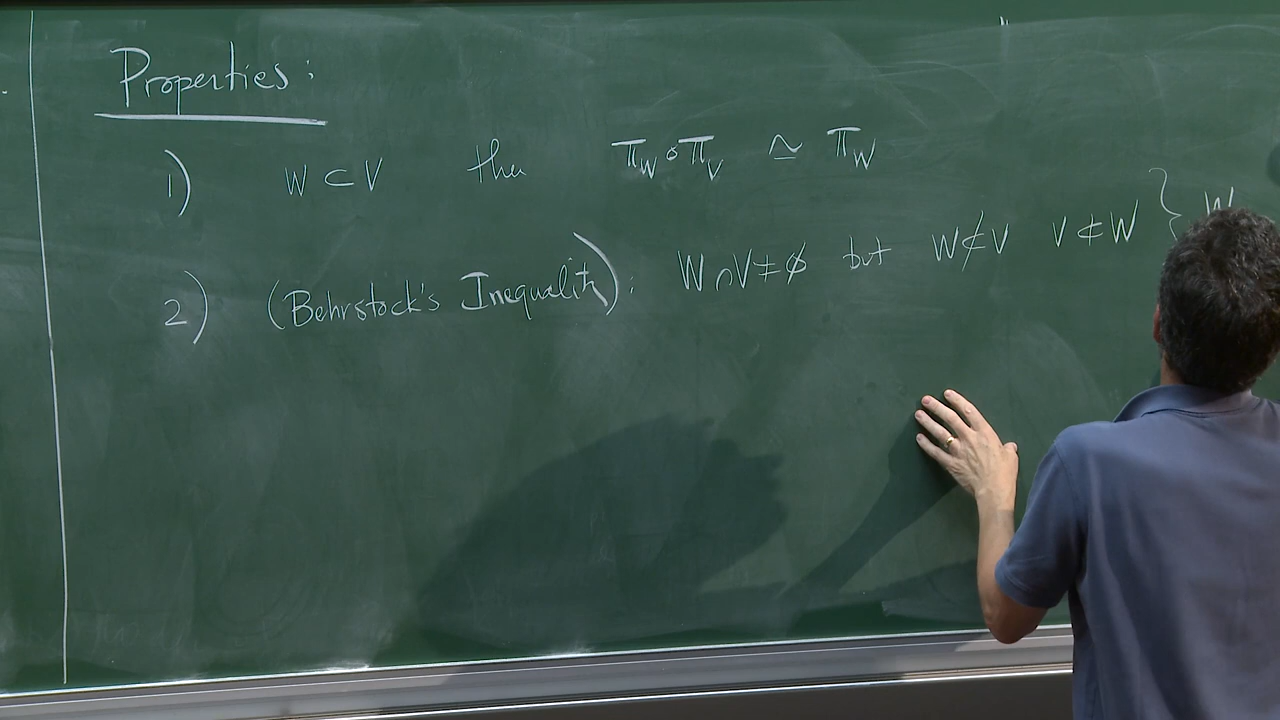 Properties:
1) W ⊂ V then π_W ∘ π_V ≃ π_W
2) (Behrstock's Inequality): W ∩ V ≠ ∅ but W ⊄ V V ⊄ W } W